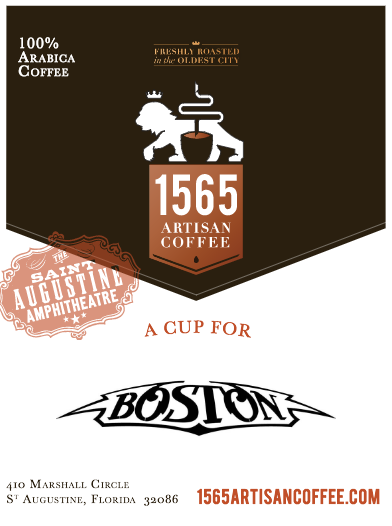 100%
Arabica
Coffee
FRESHLY ROASTED
in the OLDEST CITY
1565
ARTISAN
COFFEE
THE
SAINT
AUGUSTINE
AMPHITHEATRE
A CUP FOR
BOSTON
410 Marshall Circle
St Augustine, Florida 32086
1565ARTISANCOFFEE.COM